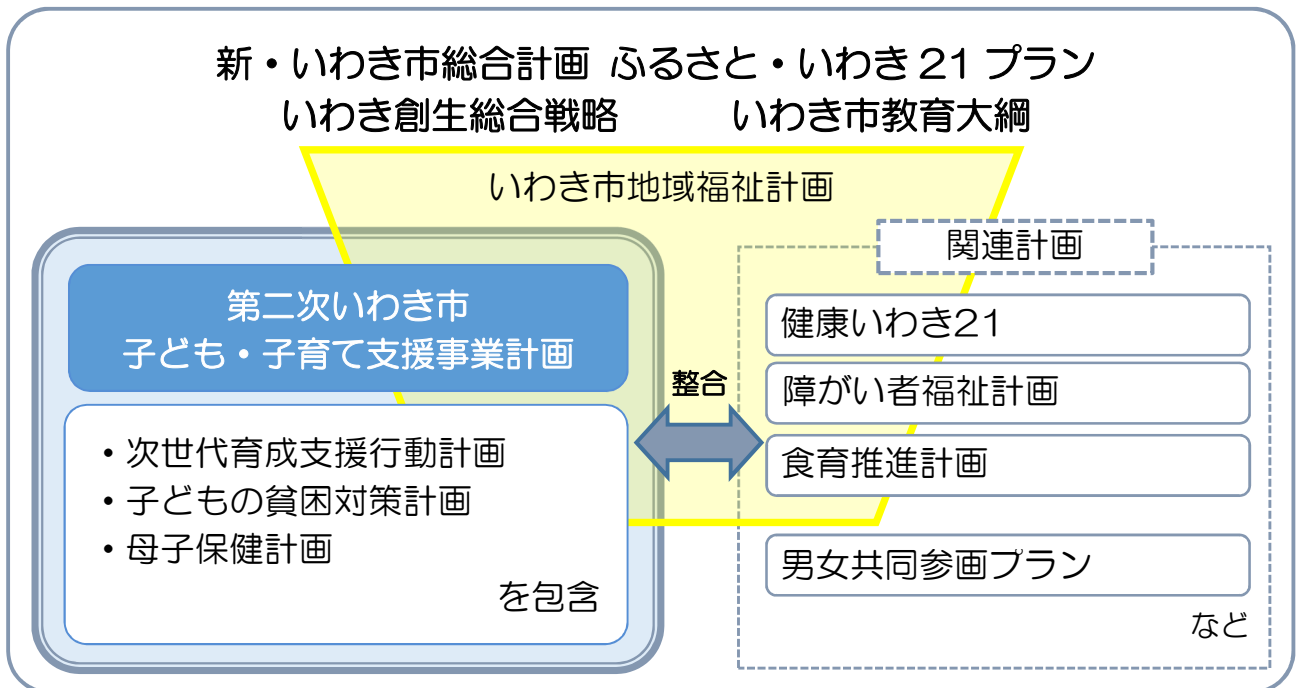 新・いわき市総合計画 ふるさと・いわき21 プラン
いわき創生総合戦略 いわき市教育大綱
いわき市地域福祉計画
第二次いわき市
子ども・子育て支援事業計画
・次世代育成支援行動計画
・子どもの貧困対策計画
・母子保健計画
を包含
整合
関連計画
健康いわき21
障がい者福祉計画
食育推進計画
男女共同参画プラン
など